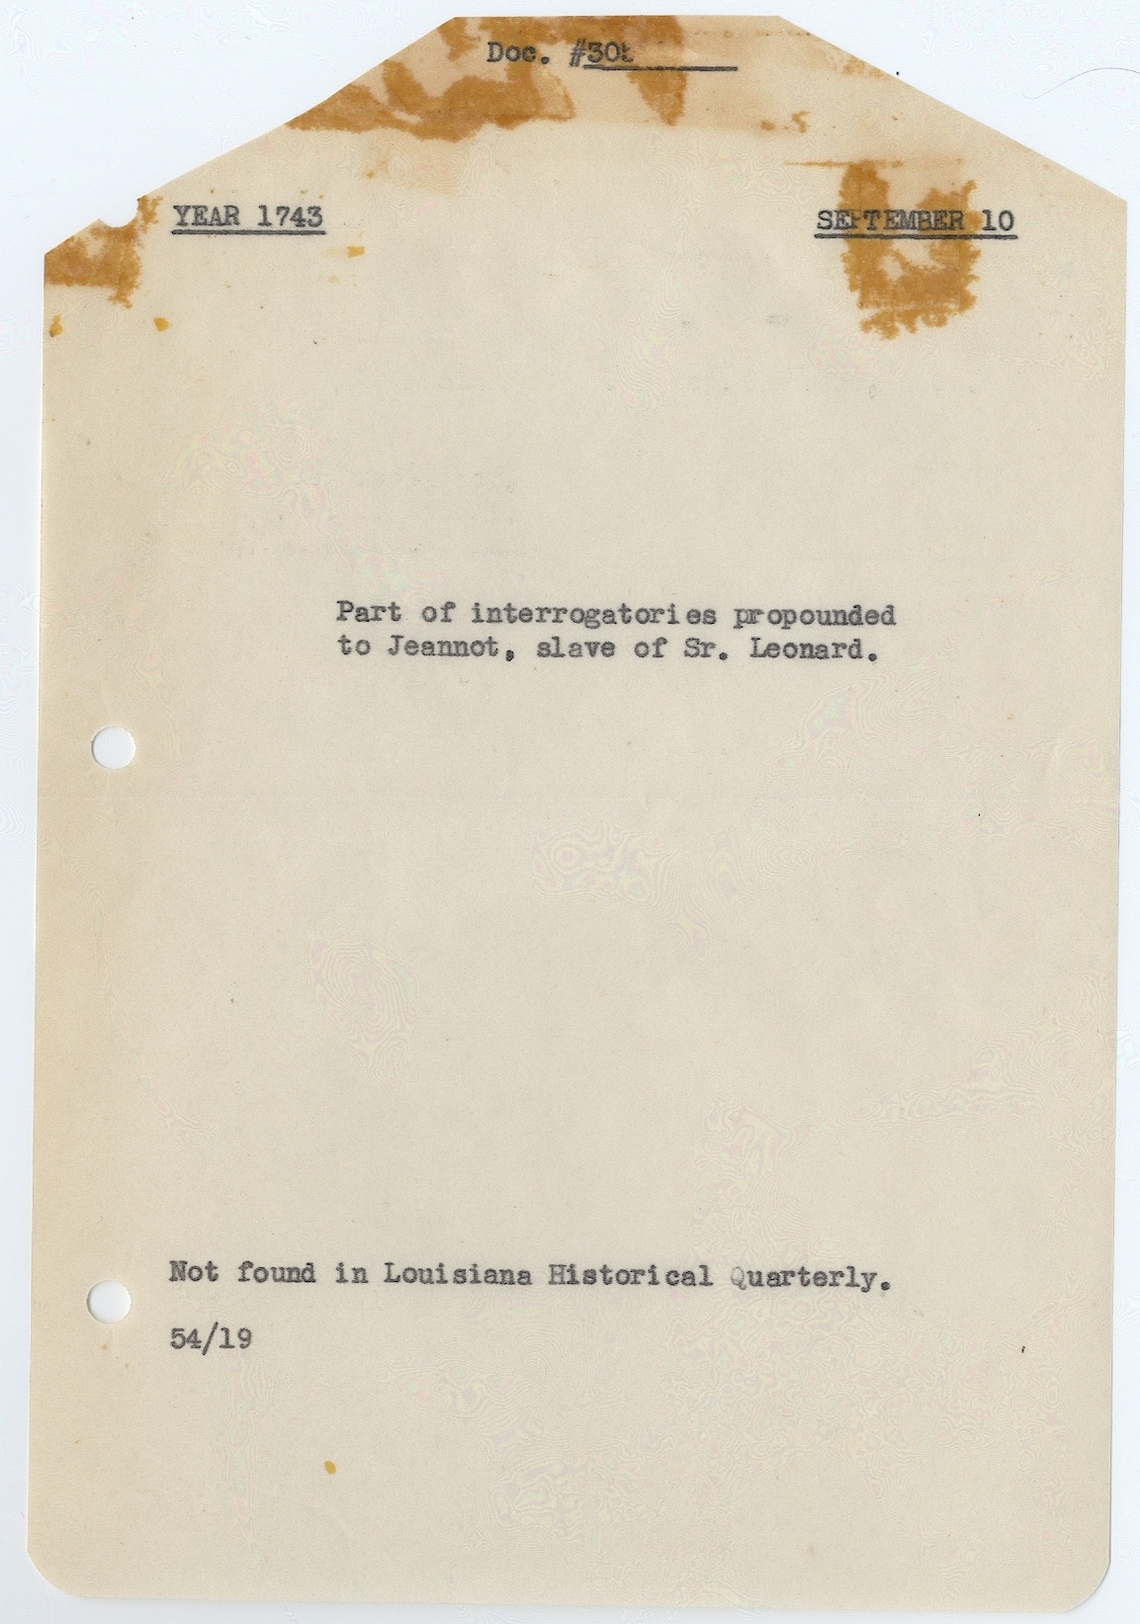 Doc. #30
YEAR 1743
SEPTEMBER 10
Part of interrogatories propounded
to Jeannot, slave of Sr. Leonard.
Not found in Louisiana Historical Quarterly.
54/19